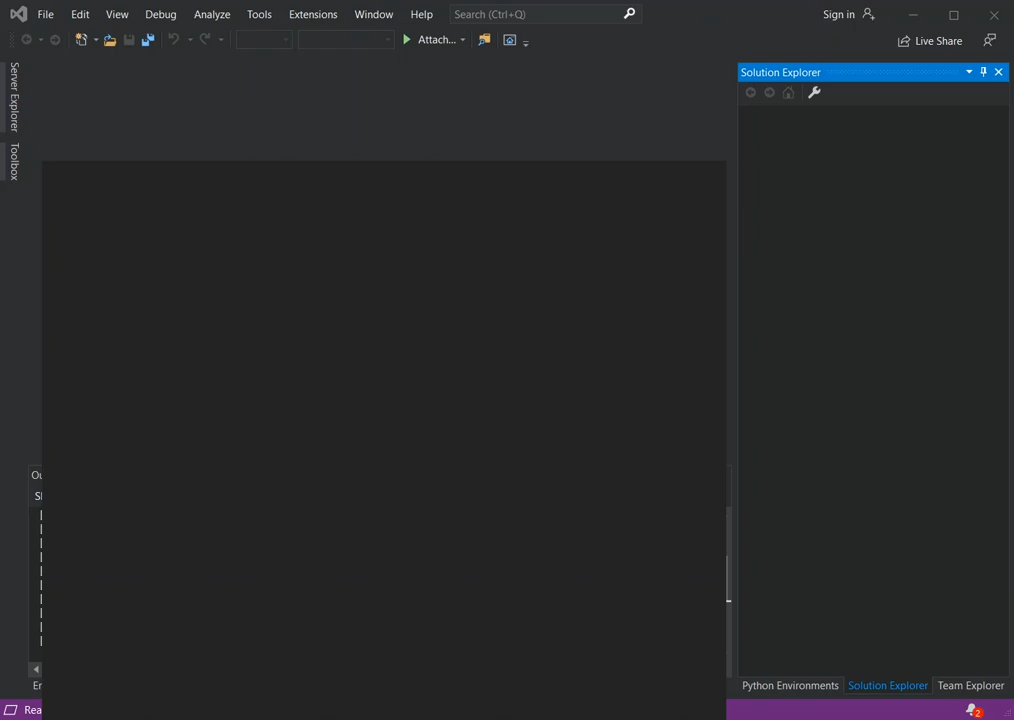 File Edit View Debug Analyze Tools Extensions Window Help Search (Ctrl+Q) Sign in
Attach... Live Share
Server Explorer
Toolbox
Solution Explorer
Python Environments Solution Explorer Team Explorer
2